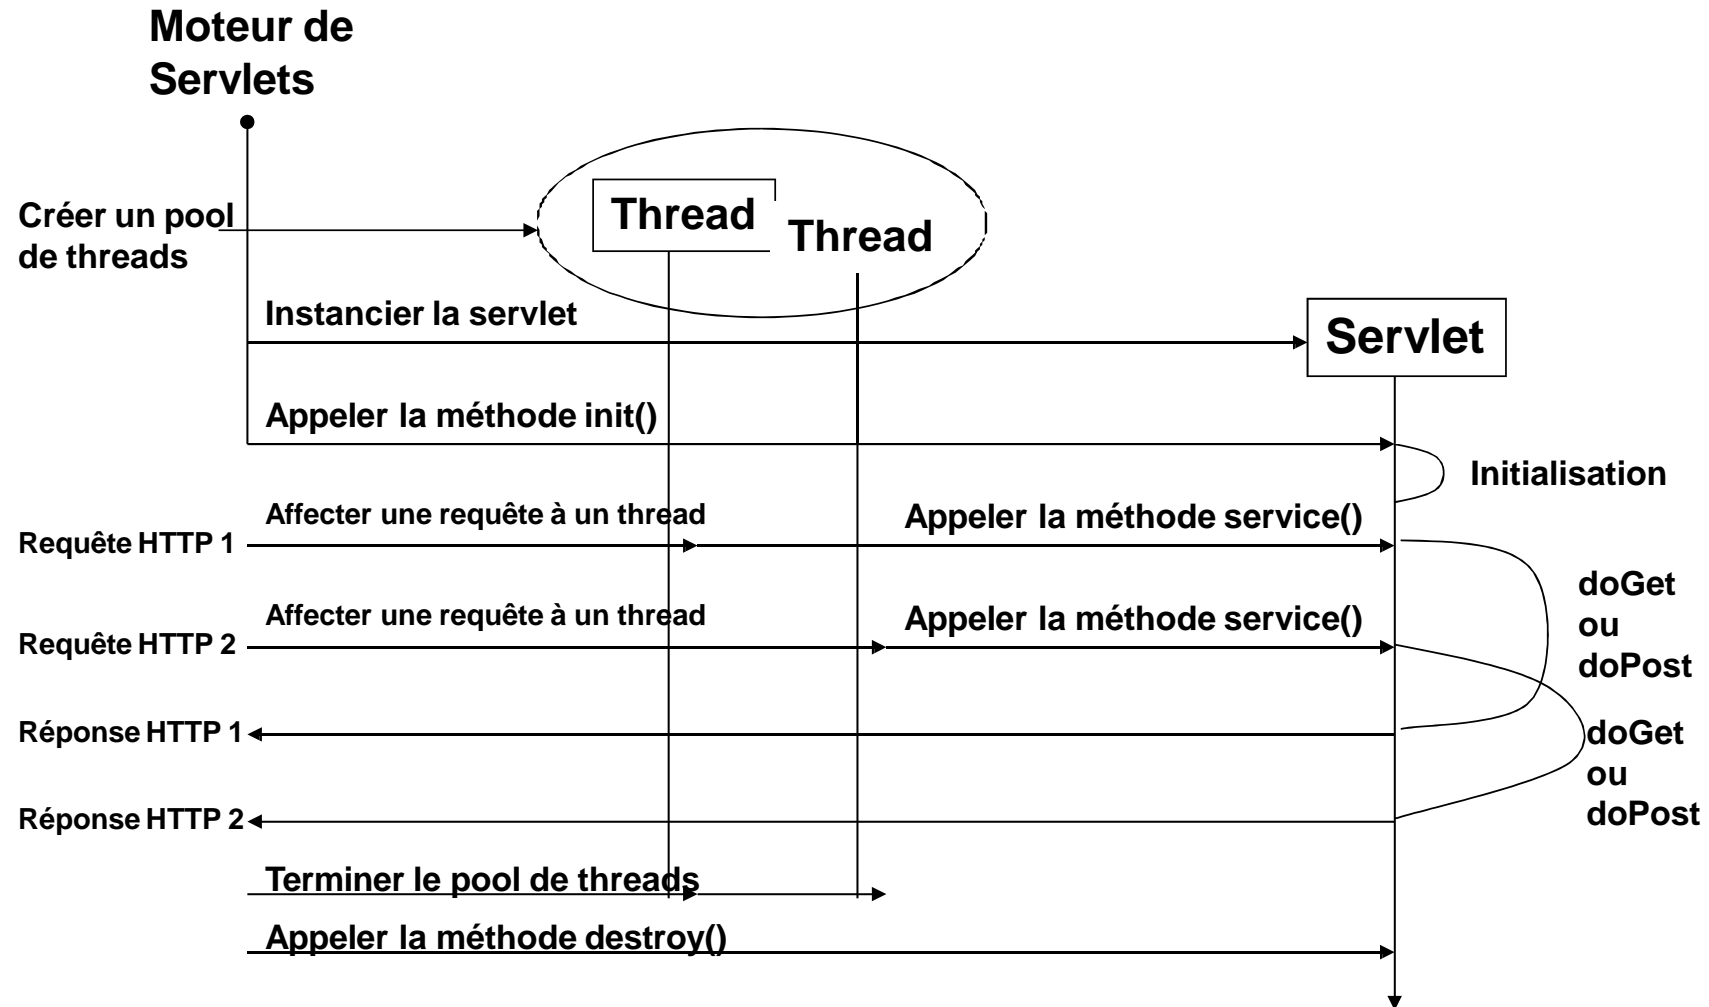 Moteur de
Servlets
Thread
Thread
Créer un pool
de threads
Instancier la servlet
Servlet
Appeler la méthode init()
Initialisation
Affecter une requête à un thread
Appeler la méthode service()
Requête HTTP 1
doGet
ou
doPost
Affecter une requête à un thread
Appeler la méthode service()
Requête HTTP 2
Réponse HTTP 1
doGet
ou
doPost
Réponse HTTP 2
Terminer le pool de threads
Appeler la méthode destroy()